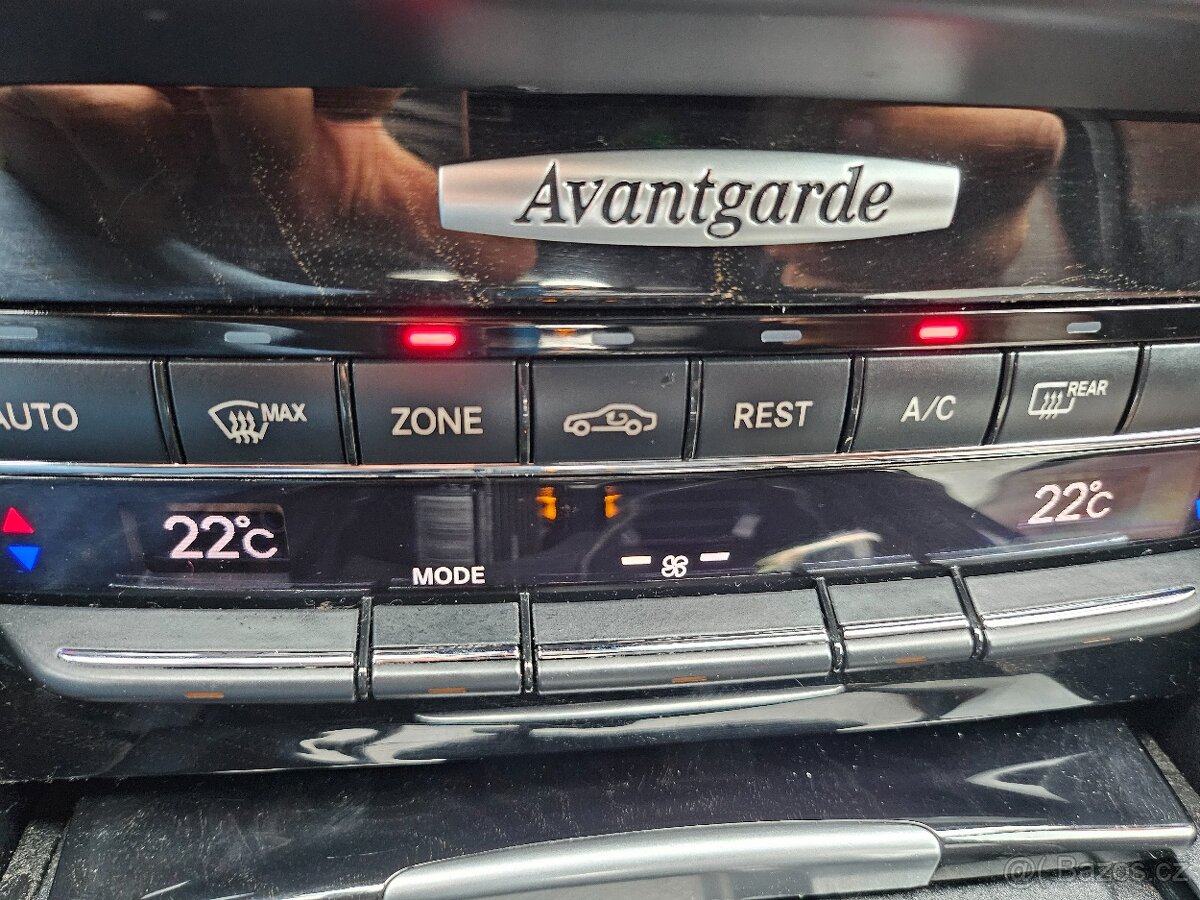 Avantgarde
AUTO MAX ZONE REST A/C REAR
22°C 22°C
MODE
Bazos.cz